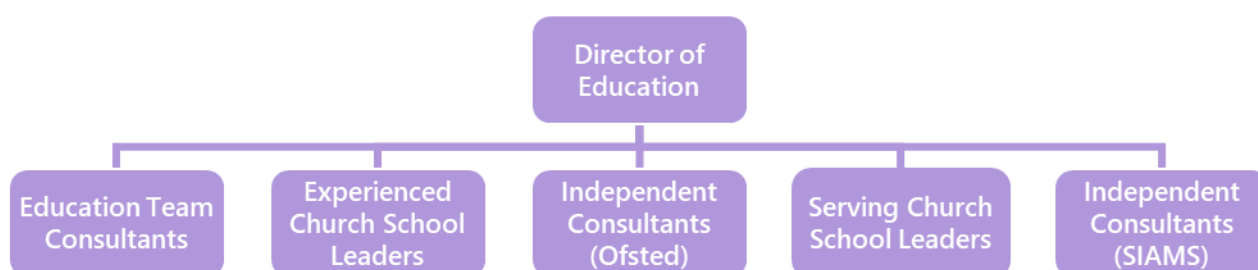 Director of
Education
Education Team
Consultants
Experienced
Church School
Leaders
Independent
Consultants
(Ofsted)
Serving Church
School Leaders
Independent
Consultants
(SIAMS)